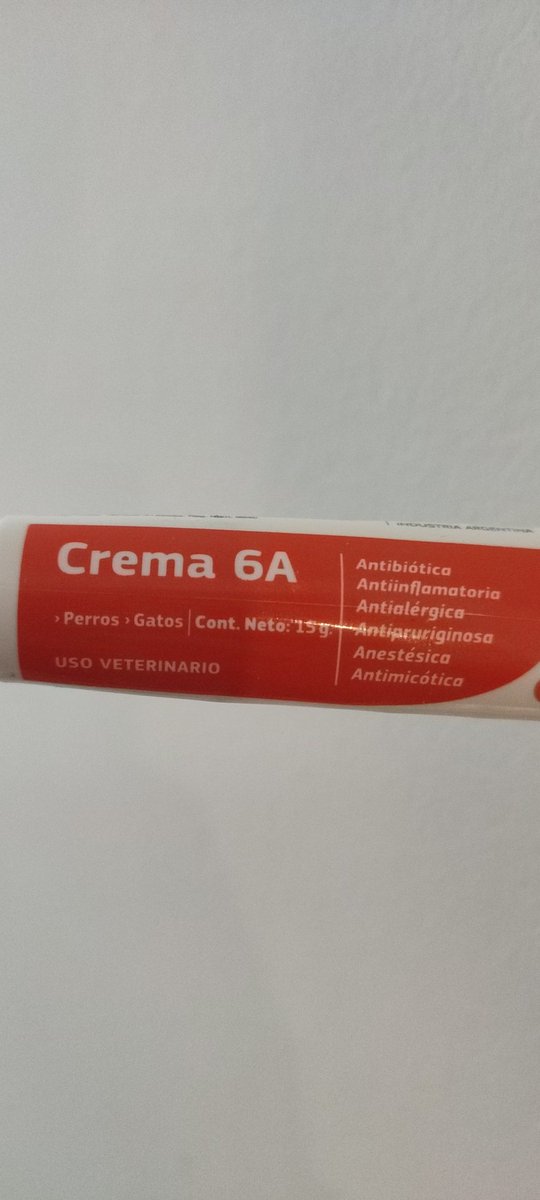 INDUSTRIA ARGENTINA
Crema 6A
› Perros › Gatos Cont. Neto: 15 g.
USO VETERINARIO
Antibiótica
Antiinflamatoria
Antialérgica
Antipruriginosa
Anestésica
Antimicótica